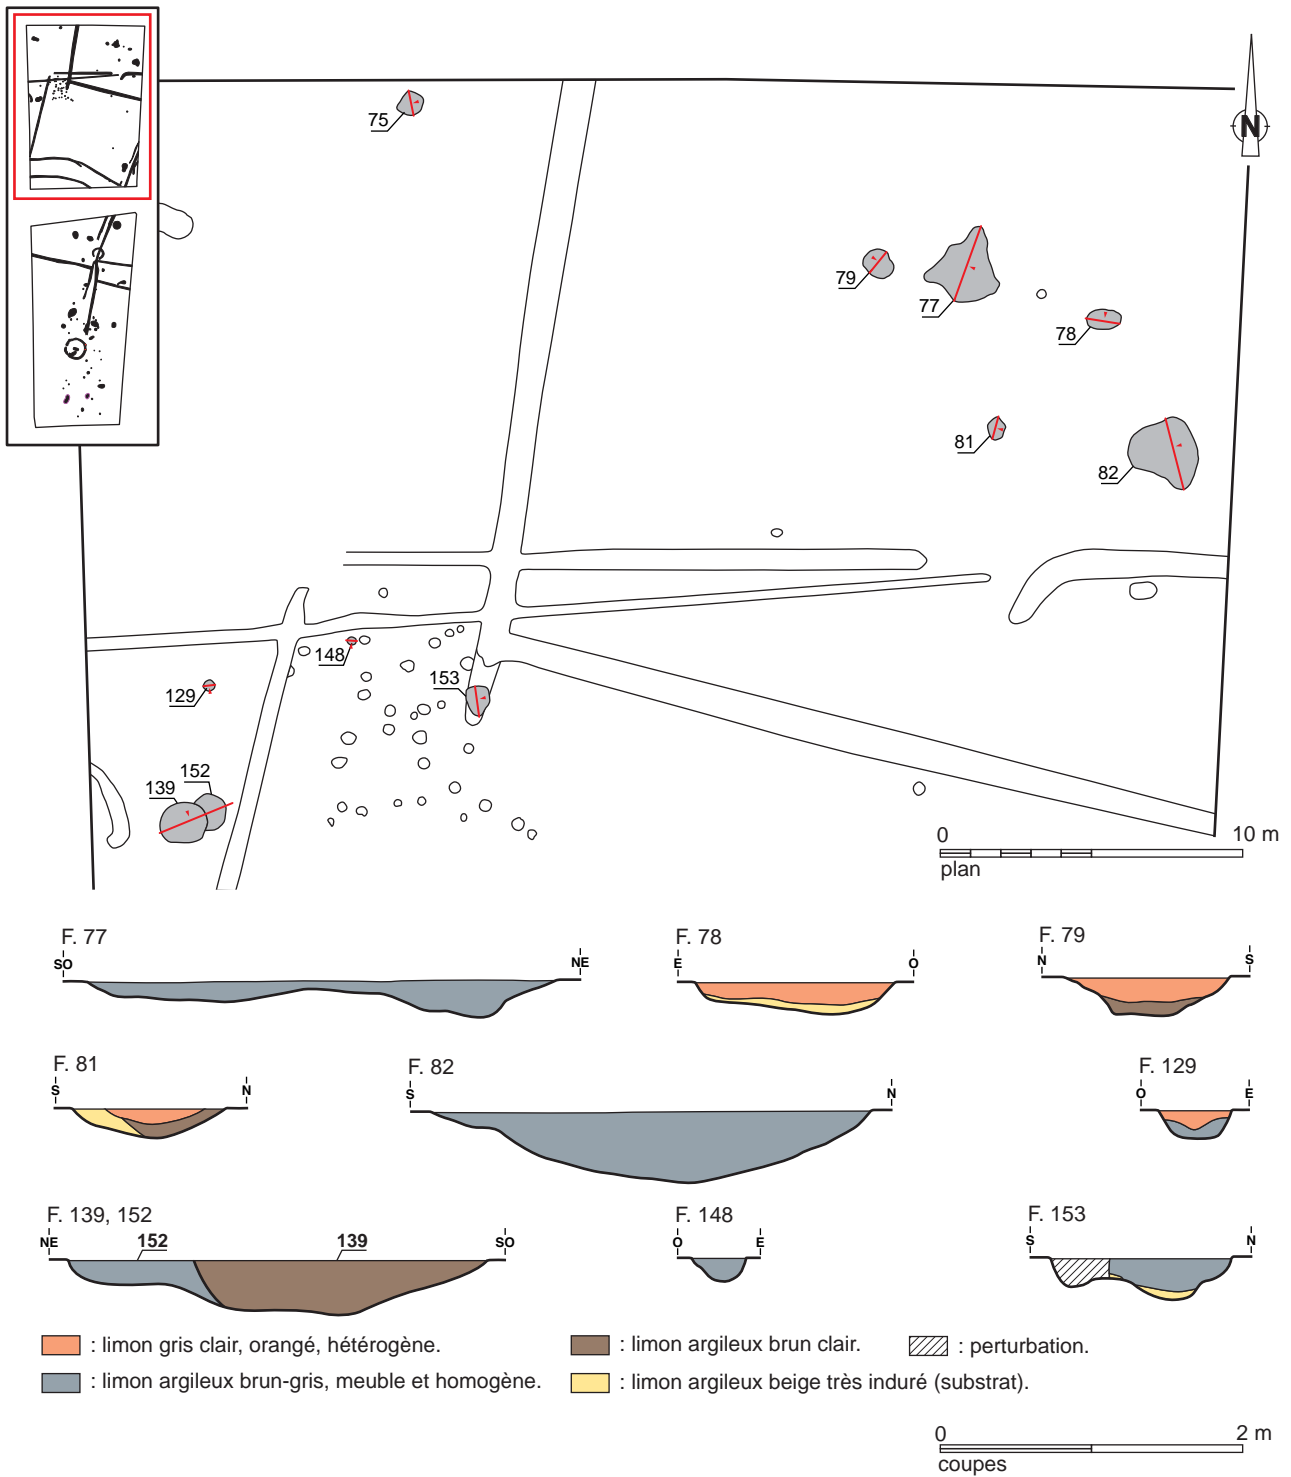 75
N
79
77
78
81
82
148
153
129
152
139
0 10 m
plan
F. 77
SO NE
F. 78
E O
F. 79
N S
F. 81
S N
F. 82
S N
F. 129
O E
F. 139, 152
NE 152 139 SO
F. 148
O E
F. 153
S N
: limon gris clair, orangé, hétérogène.
: limon argileux brun clair.
: perturbation.
: limon argileux brun-gris, meuble et homogène.
: limon argileux beige très induré (substrat).
0 2 m
coupes